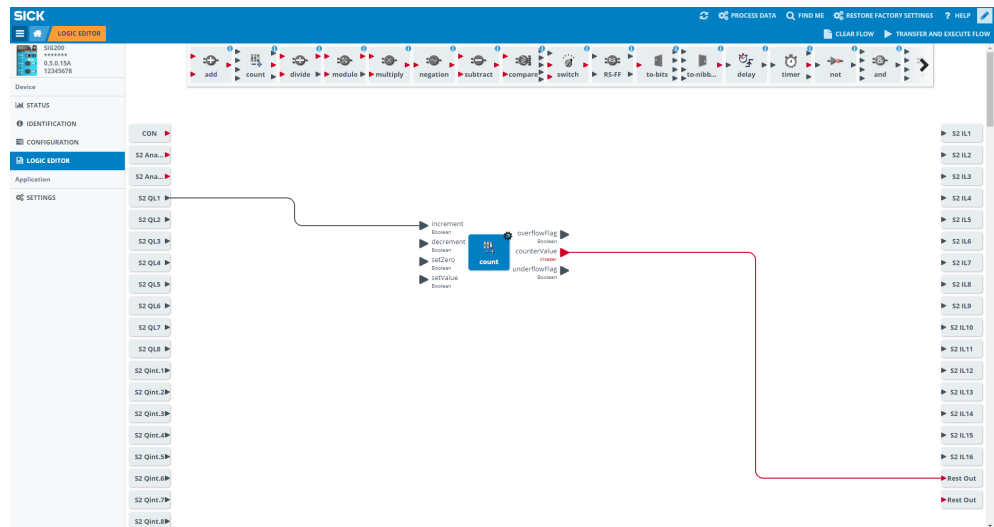 SICK
PROCESS DATA
FIND ME
RESTORE FACTORY SETTINGS
? HELP
LOGIC EDITOR
CLEAR FLOW
TRANSFER AND EXECUTE FLOW
SIG200
*******
0.5.0.15A
12345678
Device
STATUS
IDENTIFICATION
CONFIGURATION
LOGIC EDITOR
Application
SETTINGS
add
count
divide
modulo
multiply
negation
subtract
compare
switch
RS-FF
to-bits
to-nibb...
delay
timer
not
and
CON
S2 Ana...
S2 Ana...
S2 QL1
S2 QL2
S2 QL3
S2 QL4
S2 QL5
S2 QL6
S2 QL7
S2 QL8
S2 Qint.1
S2 Qint.2
S2 Qint.3
S2 Qint.4
S2 Qint.5
S2 Qint.6
S2 Qint.7
S2 Qint.8
increment
Boolean
decrement
Boolean
setZero
Boolean
setValue
Boolean
count
overflowFlag
Boolean
counterValue
Integer
underflowFlag
Boolean
S2 IL1
S2 IL2
S2 IL3
S2 IL4
S2 IL5
S2 IL6
S2 IL7
S2 IL8
S2 IL9
S2 IL10
S2 IL11
S2 IL12
S2 IL13
S2 IL14
S2 IL15
S2 IL16
Rest Out
Rest Out